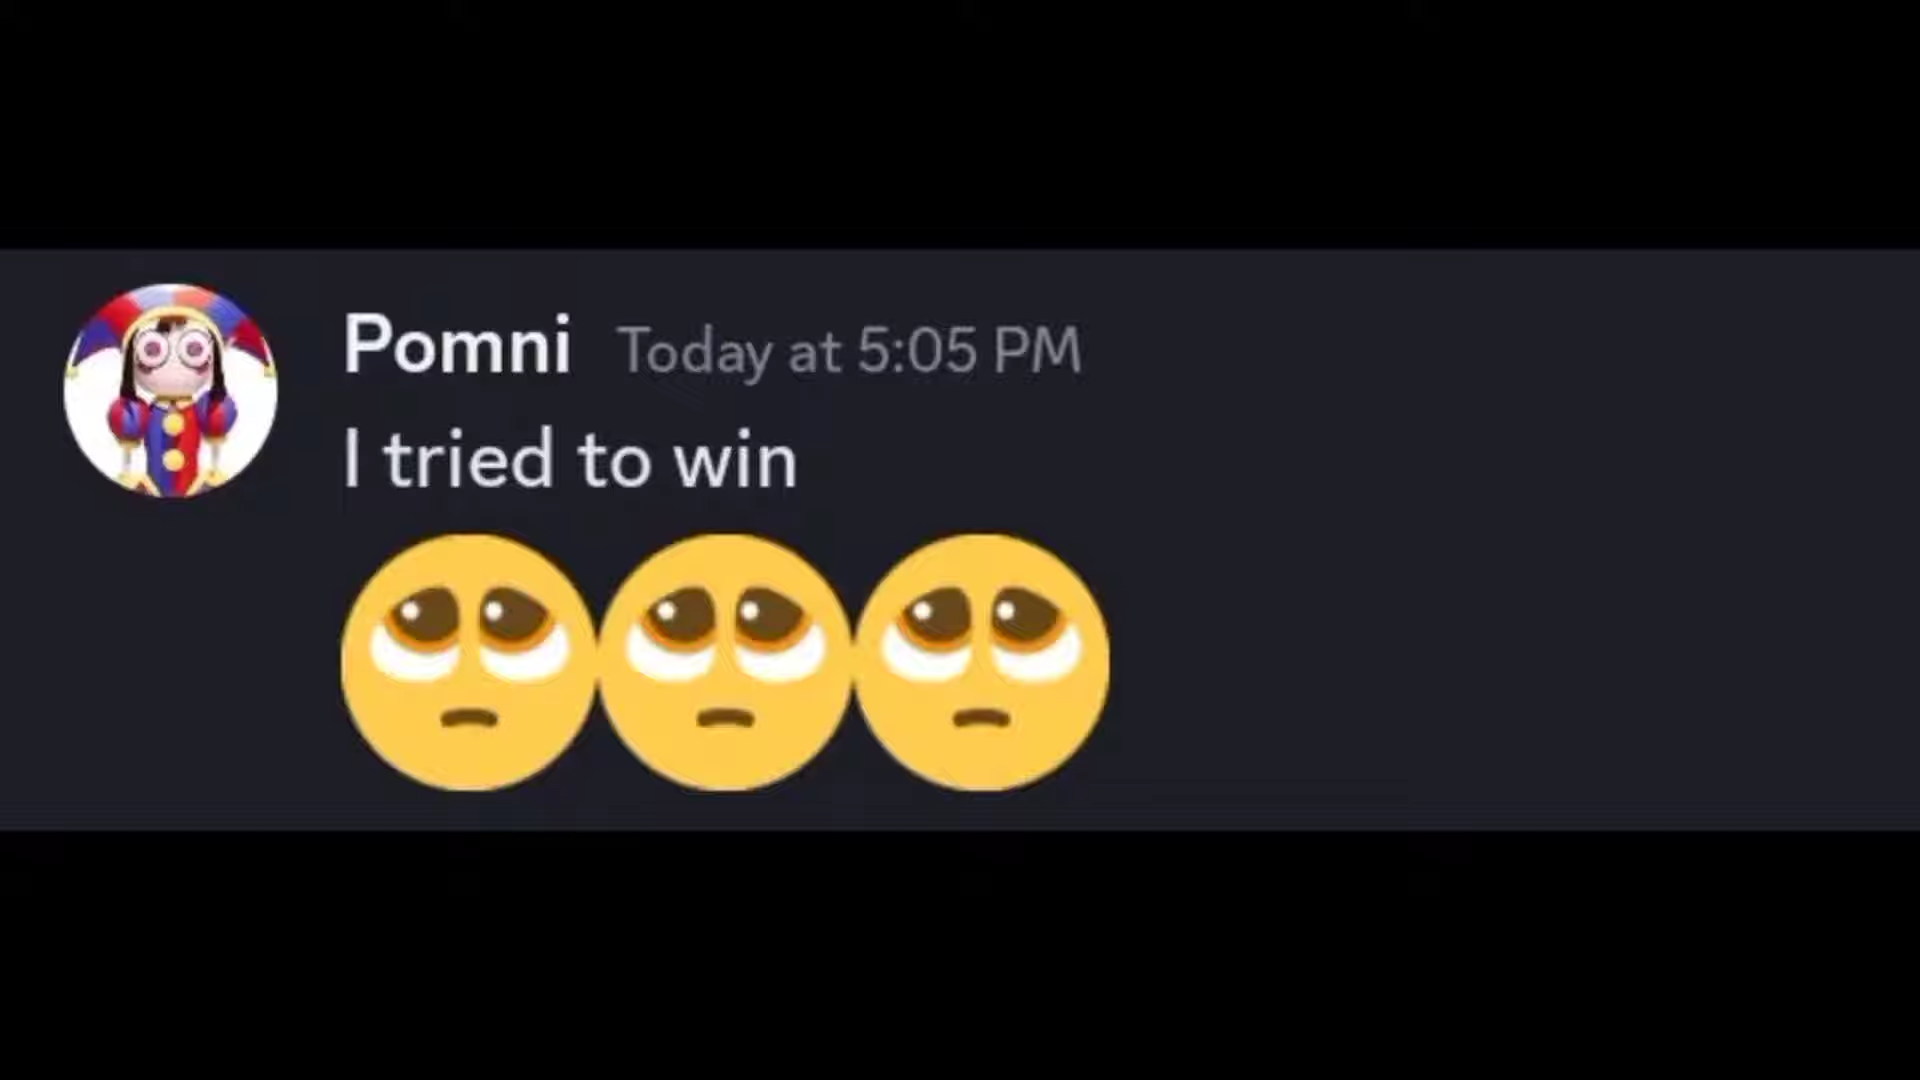 Pomni Today at 5:05 PM
I tried to win
🥺🥺🥺